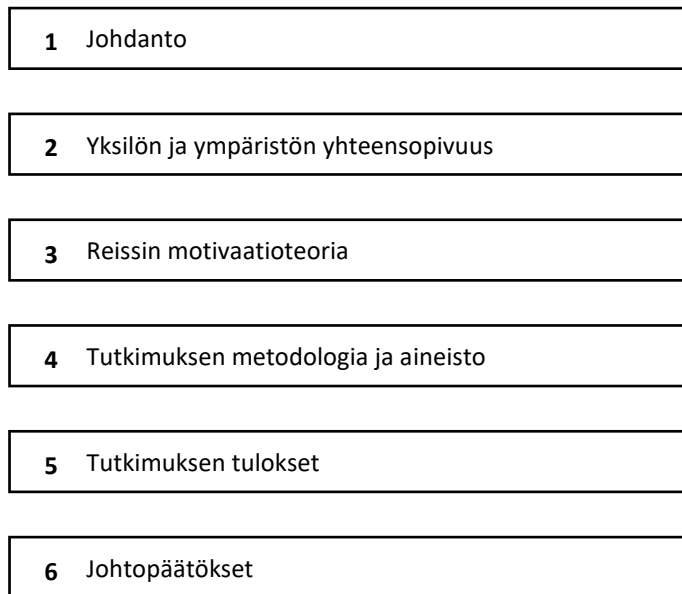 1 Johdanto
2 Yksilön ja ympäristön yhteensopivuus
3 Reissin motivaatioteoria
4 Tutkimuksen metodologia ja aineisto
5 Tutkimuksen tulokset
6 Johtopäätökset